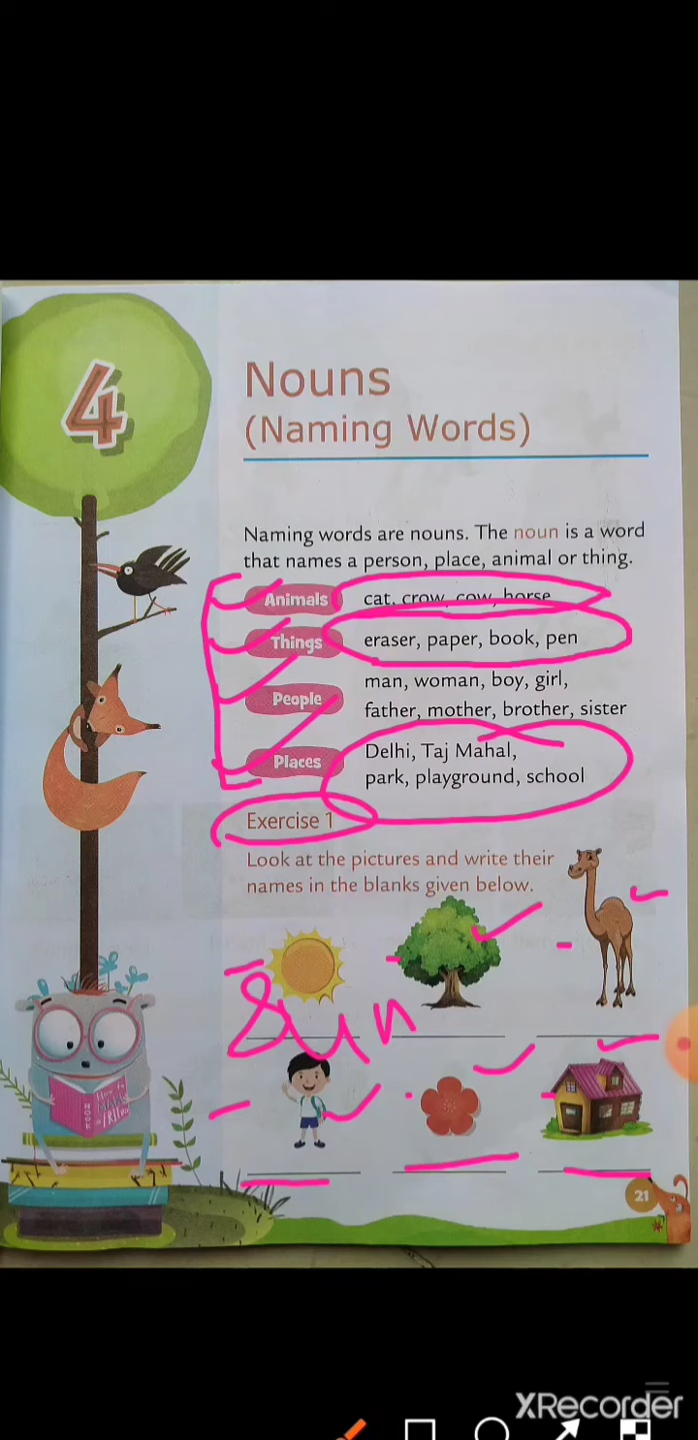 4
Nouns
(Naming Words)
Naming words are nouns. The noun is a word
that names a person, place, animal or thing.
Animals cat, crow, cow, horse
Things eraser, paper, book, pen
People man, woman, boy, girl,
father, mother, brother, sister
Places Delhi, Taj Mahal,
park, playground, school
Exercise 1
Look at the pictures and write their
names in the blanks given below.
Sun
21
XRecorder